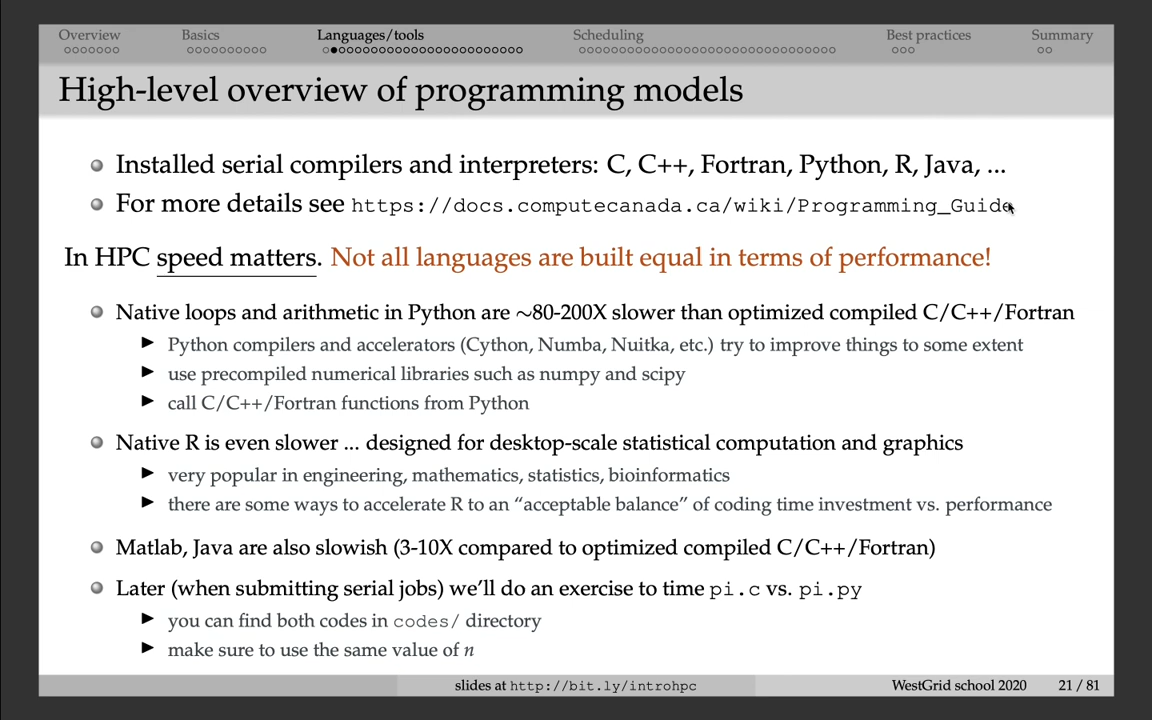 Overview Basics Languages/tools Scheduling Best practices Summary
High-level overview of programming models
Installed serial compilers and interpreters: C, C++, Fortran, Python, R, Java, ...
For more details see https://docs.computecanada.ca/wiki/Programming_Guide
In HPC speed matters. Not all languages are built equal in terms of performance!
Native loops and arithmetic in Python are ~80-200X slower than optimized compiled C/C++/Fortran
Python compilers and accelerators (Cython, Numba, Nuitka, etc.) try to improve things to some extent
use precompiled numerical libraries such as numpy and scipy
call C/C++/Fortran functions from Python
Native R is even slower ... designed for desktop-scale statistical computation and graphics
very popular in engineering, mathematics, statistics, bioinformatics
there are some ways to accelerate R to an “acceptable balance” of coding time investment vs. performance
Matlab, Java are also slowish (3-10X compared to optimized compiled C/C++/Fortran)
Later (when submitting serial jobs) we’ll do an exercise to time pi.c vs. pi.py
you can find both codes in codes/ directory
make sure to use the same value of n
slides at http://bit.ly/introhpc WestGrid school 2020 21 / 81